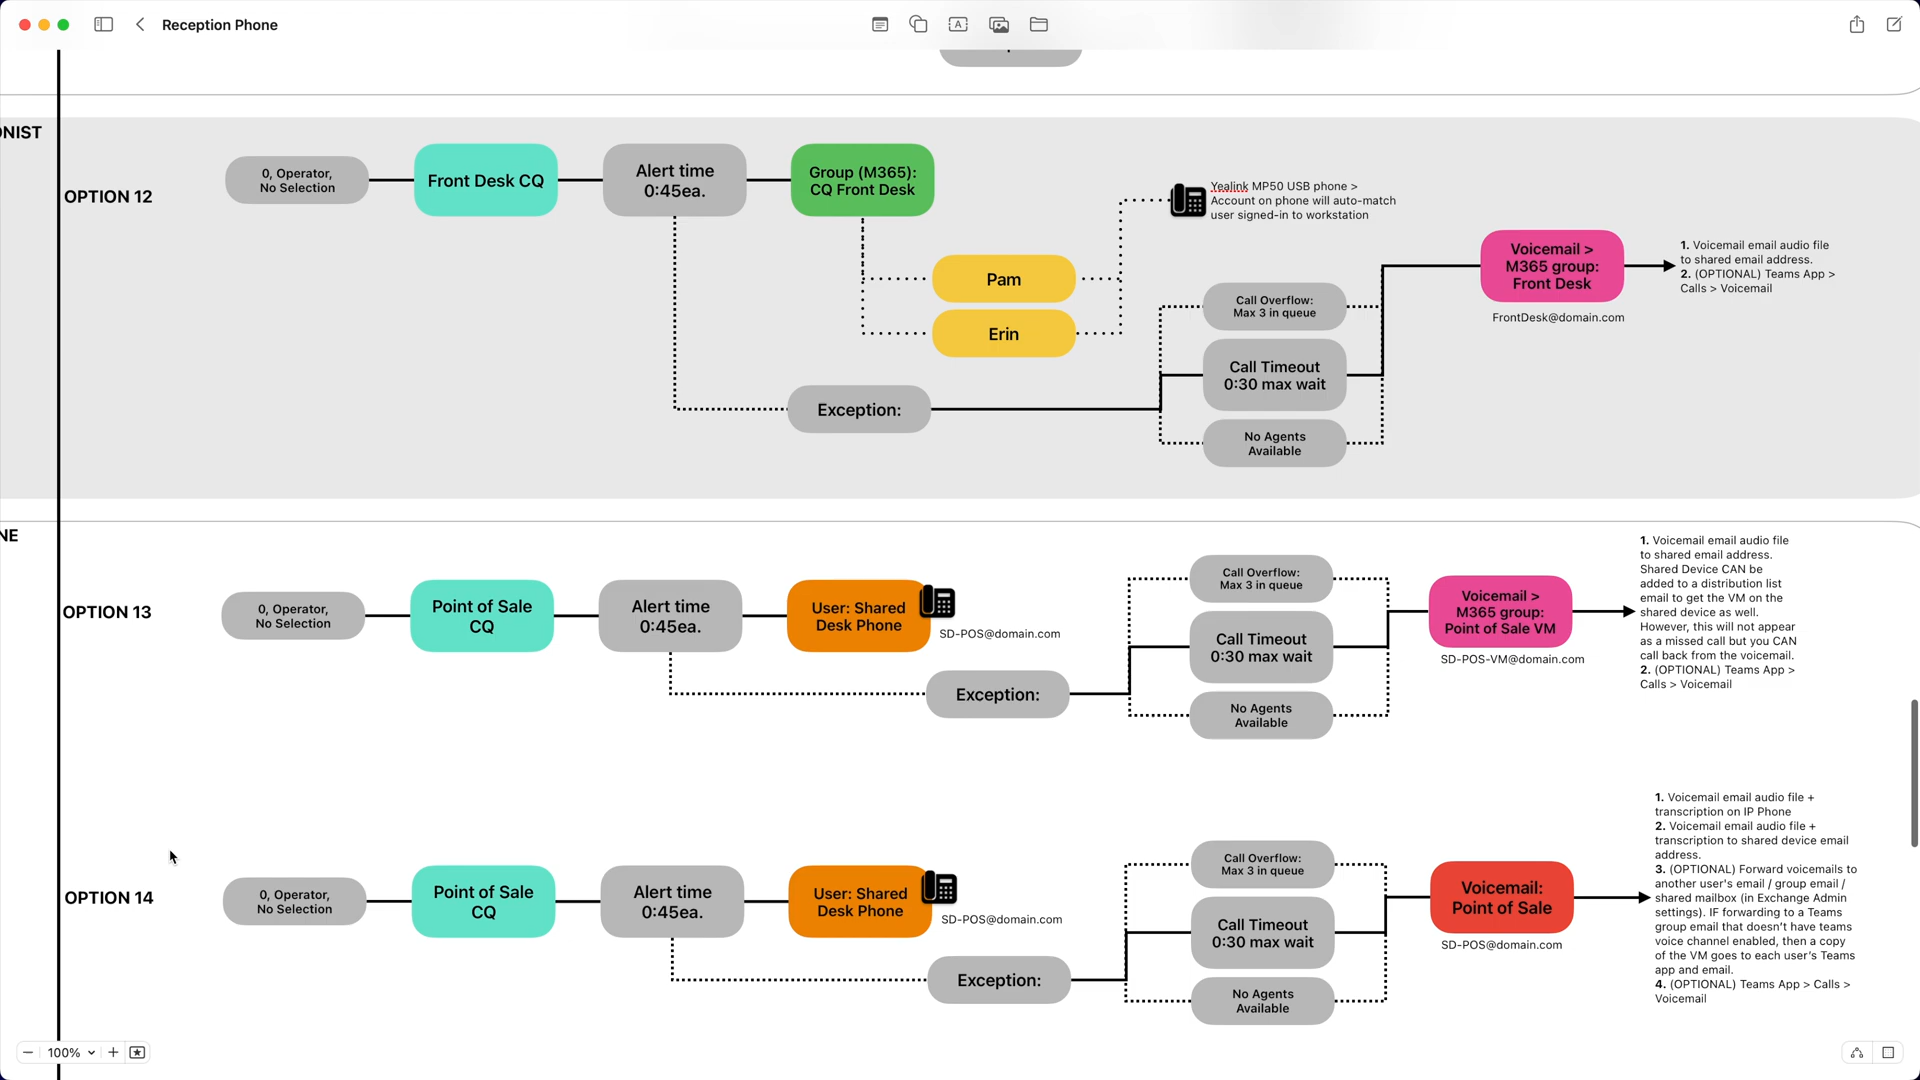 Reception Phone
ONIST
OPTION 12
0, Operator,
No Selection
Front Desk CQ
Alert time
0:45ea.
Group (M365):
CQ Front Desk
Yealink MP50 USB phone >
Account on phone will auto-match
user signed-in to workstation
Pam
Erin
Exception:
Call Overflow:
Max 3 in queue
Call Timeout
0:30 max wait
No Agents
Available
Voicemail >
M365 group:
Front Desk
FrontDesk@domain.com
1. Voicemail email audio file
to shared email address.
2. (OPTIONAL) Teams App >
Calls > Voicemail
NE
OPTION 13
0, Operator,
No Selection
Point of Sale
CQ
Alert time
0:45ea.
User: Shared
Desk Phone
SD-POS@domain.com
Exception:
Call Overflow:
Max 3 in queue
Call Timeout
0:30 max wait
No Agents
Available
Voicemail >
M365 group:
Point of Sale VM
SD-POS-VM@domain.com
1. Voicemail email audio file
to shared email address.
Shared Device CAN be
added to a distribution list
email to get the VM on the
shared device as well.
However, this will not appear
as a missed call but you CAN
call back from the voicemail.
2. (OPTIONAL) Teams App >
Calls > Voicemail
OPTION 14
0, Operator,
No Selection
Point of Sale
CQ
Alert time
0:45ea.
User: Shared
Desk Phone
SD-POS@domain.com
Exception:
Call Overflow:
Max 3 in queue
Call Timeout
0:30 max wait
No Agents
Available
Voicemail:
Point of Sale
SD-POS@domain.com
1. Voicemail email audio file +
transcription on IP Phone
2. Voicemail email audio file +
transcription to shared device email
address.
3. (OPTIONAL) Forward voicemails to
another user's email / group email /
shared mailbox (in Exchange Admin
settings). IF forwarding to a Teams
group email that doesn't have teams
voice channel enabled, then a copy
of the VM goes to each user's Teams
app and email.
4. (OPTIONAL) Teams App > Calls >
Voicemail
100%